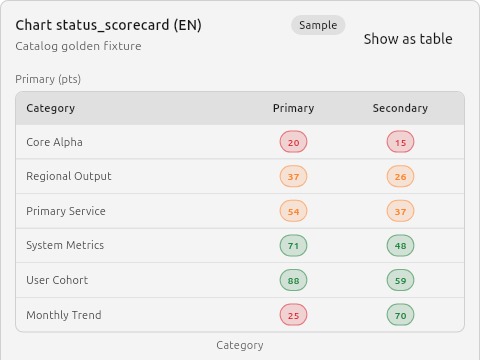 Chart status_scorecard (EN)
Sample
Show as table
Catalog golden fixture
Primary (pts)
Category Primary Secondary
Core Alpha 20 15
Regional Output 37 26
Primary Service 54 37
System Metrics 71 48
User Cohort 88 59
Monthly Trend 25 70
Category